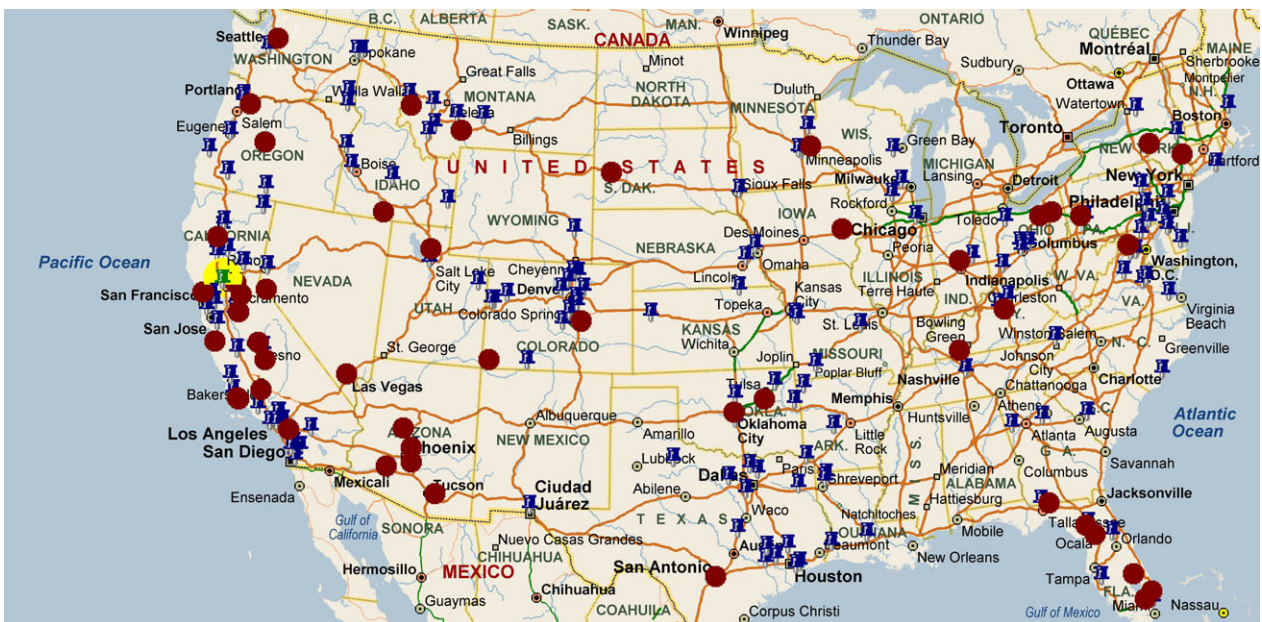 B.C.
ALBERTA
SASK.
MAN.
Winnipeg
ONTARIO
QUÉBEC
MAINE
Seattle
CANADA
Thunder Bay
Montréal
Sherbrooke
WASHINGTON
Spokane
Minot
Sudbury
Ottawa
Montpelier
Great Falls
NORTH
DAKOTA
Duluth
N.H.
Portland
Walla Walla
MONTANA
MINNESOTA
Watertown
Helena
Boston
Eugene
Salem
Billings
WIS.
Green Bay
Toronto
OREGON
Minneapolis
NEW YORK
Hartford
Boise
UNITED STATES
MICHIGAN
Lansing
Detroit
New York
IDAHO
S. DAK.
Sioux Falls
Milwaukee
Rockford
Philadelphia
WYOMING
IOWA
Chicago
Toledo
OHIO
PA.
CALIFORNIA
NEBRASKA
Des Moines
Peoria
Columbus
Pacific Ocean
Reno
Salt Lake
City
Cheyenne
Omaha
Washington,
D.C.
NEVADA
Lincoln
ILLINOIS
Indianapolis
W. VA.
San Francisco
Sacramento
UTAH
Denver
Kansas
City
Terre Haute
IND.
Charleston
VA.
Colorado Springs
Topeka
Virginia
Beach
San Jose
St. Louis
Bowling
Green
KY.
Winston Salem
KANSAS
Wichita
St. George
COLORADO
MISSOURI
Johnson
City
N. C.
Greenville
Fresno
Joplin
Poplar Bluff
Nashville
Las Vegas
Tulsa
Chattanooga
Charlotte
Memphis
Huntsville
Athens
S.C.
Albuquerque
OKLA.
Oklahoma
City
Atlantic
Ocean
Los Angeles
ARIZONA
NEW MEXICO
Amarillo
ARK.
Little
Rock
Atlanta
Augusta
San Diego
Phoenix
Lubbock
MISS.
GA.
Savannah
Mexicali
Dallas
Paris
Meridian
Columbus
Ensenada
Tucson
Ciudad
Juárez
Abilene
Shreveport
ALABAMA
Hattiesburg
Jacksonville
Gulf of
California
SONORA
TEXAS
Waco
Natchitoches
Mobile
Tallahassee
LOUISIANA
Nuevo Casas Grandes
Austin
Beaumont
New Orleans
Ocala
Orlando
CHIHUAHUA
Hermosillo
MEXICO
San Antonio
Houston
Tampa
Chihuahua
FLA.
Guaymas
COAHUILA
Corpus Christi
Gulf of Mexico
Miami
Nassau